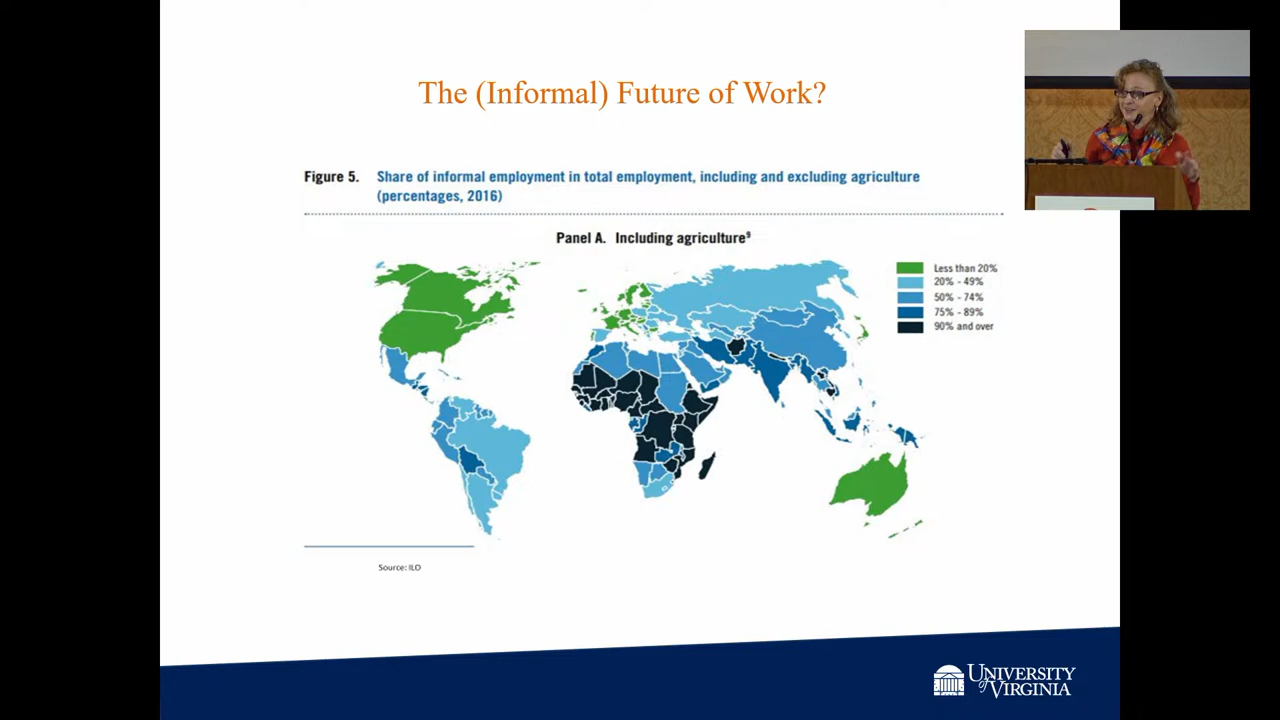 The (Informal) Future of Work?
Figure 5. Share of informal employment in total employment, including and excluding agriculture
(percentages, 2016)
Panel A. Including agriculture⁹
Less than 20%
20% - 49%
50% - 74%
75% - 89%
90% and over
Source: ILO
UNIVERSITY
of VIRGINIA